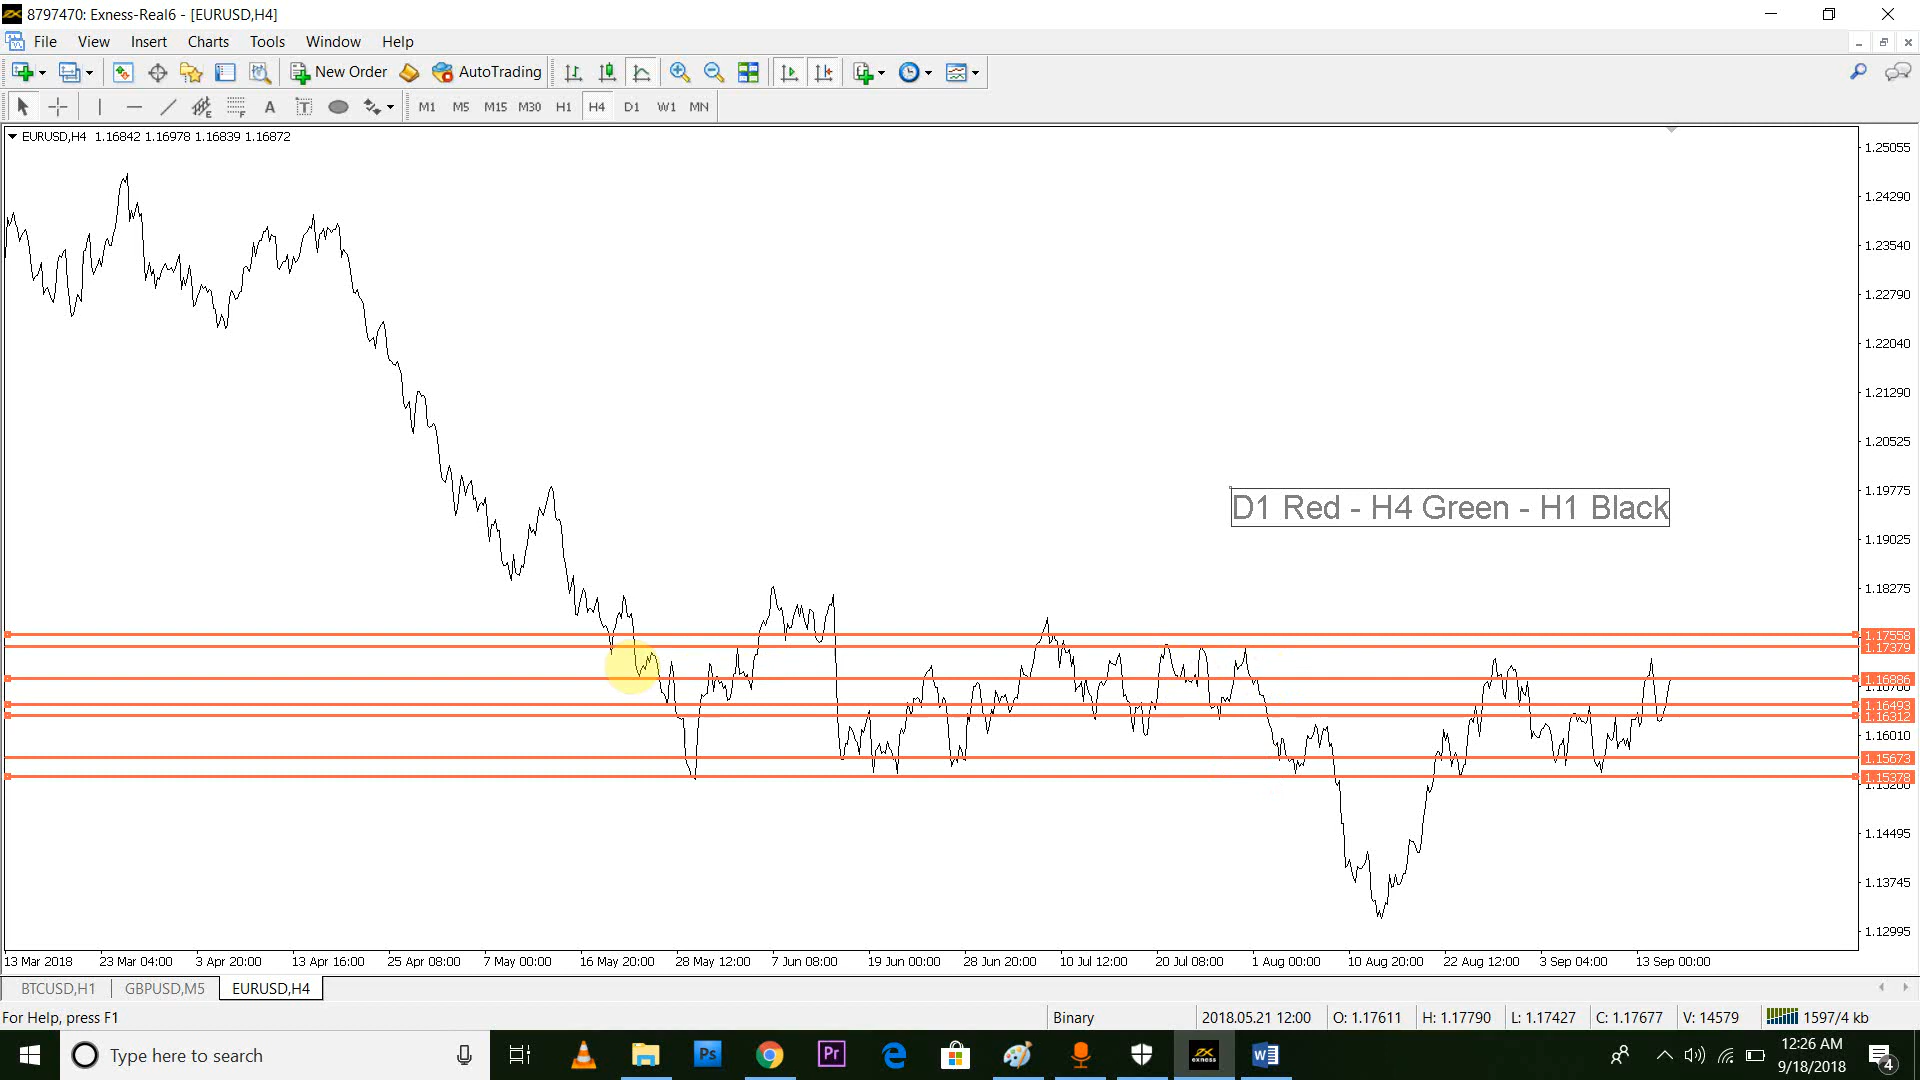 8797470: Exness-Real6 - [EURUSD,H4]
File View Insert Charts Tools Window Help
New Order AutoTrading
A T M1 M5 M15 M30 H1 H4 D1 W1 MN
EURUSD,H4 1.16842 1.16978 1.16839 1.16872
1.25055
1.24290
1.23540
1.22790
1.22040
1.21290
1.20525
1.19775
D1 Red - H4 Green - H1 Black
1.19025
1.18275
1.17558
1.17379
1.16886
1.16493
1.16312
1.16010
1.15673
1.15378
1.14495
1.13745
1.12995
13 Mar 2018 23 Mar 04:00 3 Apr 20:00 13 Apr 16:00 25 Apr 08:00 7 May 00:00 16 May 20:00 28 May 12:00 7 Jun 08:00 19 Jun 00:00 28 Jun 20:00 10 Jul 12:00 20 Jul 08:00 1 Aug 00:00 10 Aug 20:00 22 Aug 12:00 3 Sep 04:00 13 Sep 00:00
BTCUSD,H1 GBPUSD,M5 EURUSD,H4
For Help, press F1 Binary 2018.05.21 12:00 O: 1.17611 H: 1.17790 L: 1.17427 C: 1.17677 V: 14579 1597/4 kb
Type here to search Ps Pr exness 12:26 AM
9/18/2018 4